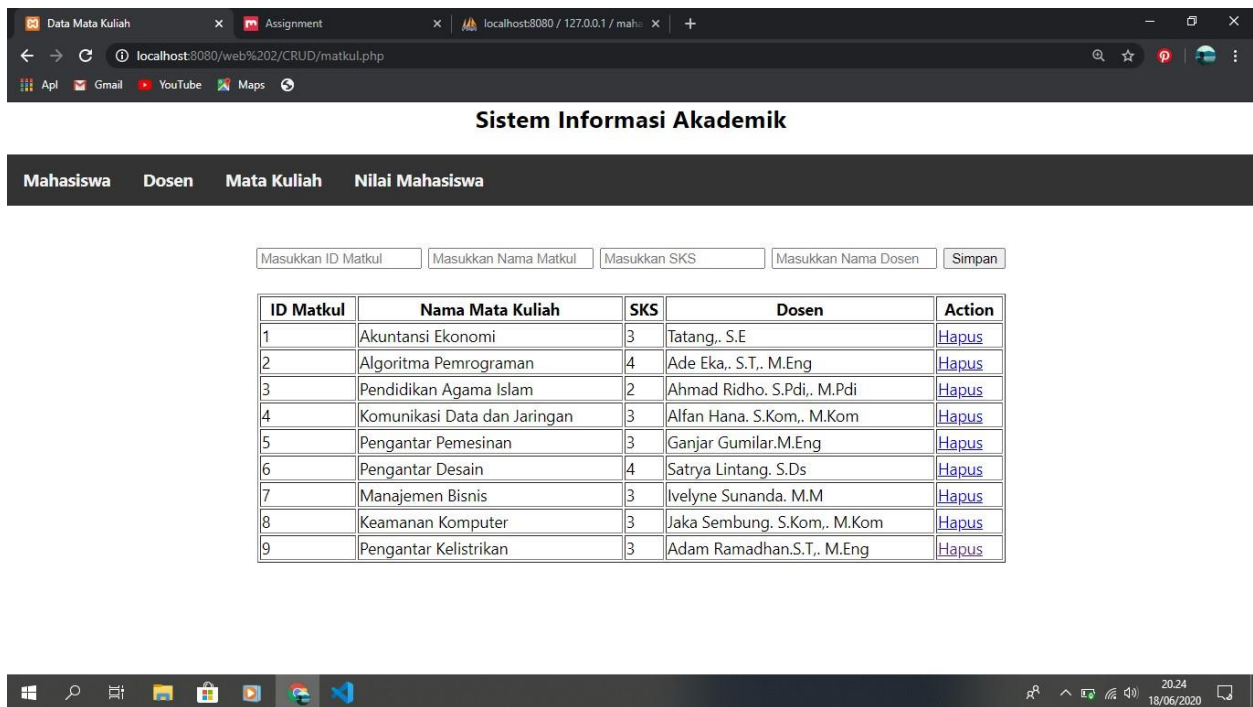 Data Mata Kuliah
Assignment
localhost:8080 / 127.0.0.1 / maha
localhost:8080/web%202/CRUD/matkul.php
Apl Gmail YouTube Maps
Sistem Informasi Akademik
Mahasiswa Dosen Mata Kuliah Nilai Mahasiswa
Masukkan ID Matkul Masukkan Nama Matkul Masukkan SKS Masukkan Nama Dosen Simpan
ID Matkul Nama Mata Kuliah SKS Dosen Action
1 Akuntansi Ekonomi 3 Tatang,. S.E Hapus
2 Algoritma Pemrograman 4 Ade Eka,. S.T,. M.Eng Hapus
3 Pendidikan Agama Islam 2 Ahmad Ridho. S.Pdi,. M.Pdi Hapus
4 Komunikasi Data dan Jaringan 3 Alfan Hana. S.Kom,. M.Kom Hapus
5 Pengantar Pemesinan 3 Ganjar Gumilar.M.Eng Hapus
6 Pengantar Desain 4 Satrya Lintang. S.Ds Hapus
7 Manajemen Bisnis 3 Ivelyne Sunanda. M.M Hapus
8 Keamanan Komputer 3 Jaka Sembung. S.Kom,. M.Kom Hapus
9 Pengantar Kelistrikan 3 Adam Ramadhan.S.T,. M.Eng Hapus
20.24
18/06/2020